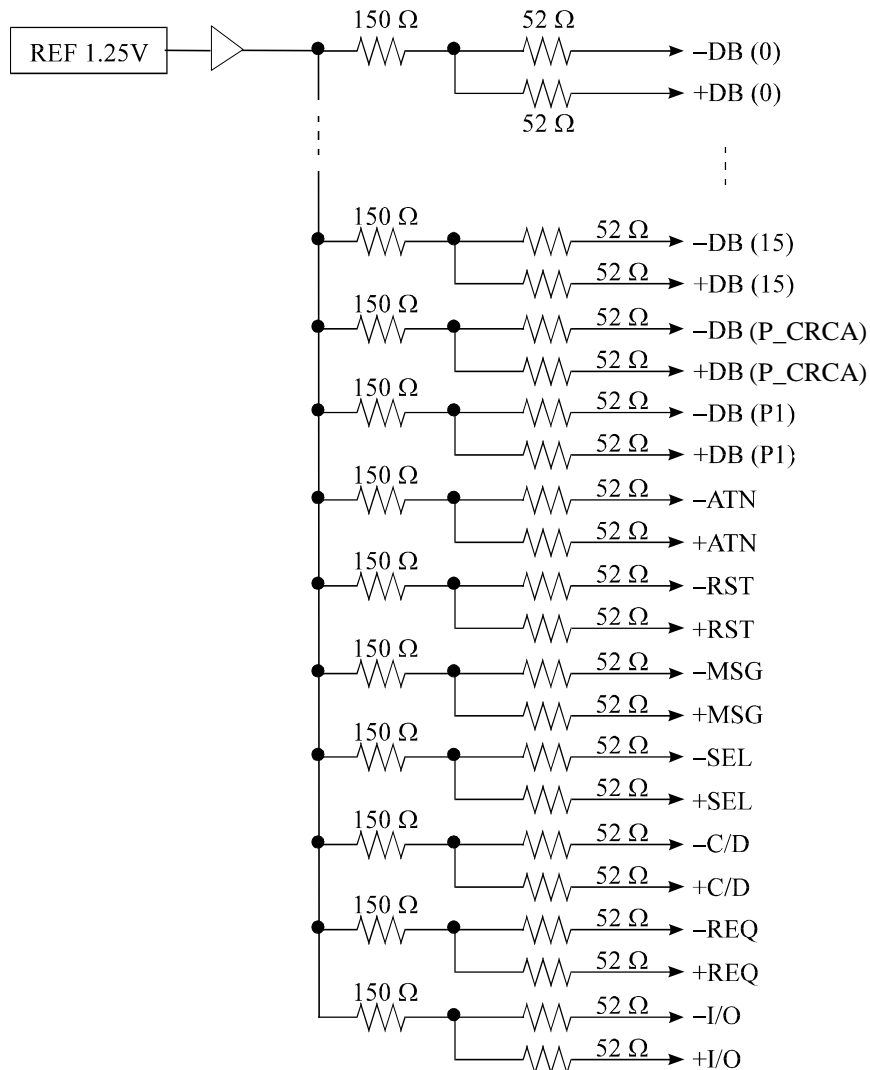 150 Ω 52 Ω
REF 1.25V
–DB (0)
+DB (0)
52 Ω
150 Ω 52 Ω
–DB (15)
52 Ω
+DB (15)
150 Ω 52 Ω
–DB (P_CRCA)
52 Ω
+DB (P_CRCA)
150 Ω 52 Ω
–DB (P1)
52 Ω
+DB (P1)
150 Ω 52 Ω
–ATN
52 Ω
+ATN
150 Ω 52 Ω
–RST
52 Ω
+RST
150 Ω 52 Ω
–MSG
52 Ω
+MSG
150 Ω 52 Ω
–SEL
52 Ω
+SEL
150 Ω 52 Ω
–C/D
52 Ω
+C/D
150 Ω 52 Ω
–REQ
52 Ω
+REQ
150 Ω 52 Ω
–I/O
52 Ω
+I/O